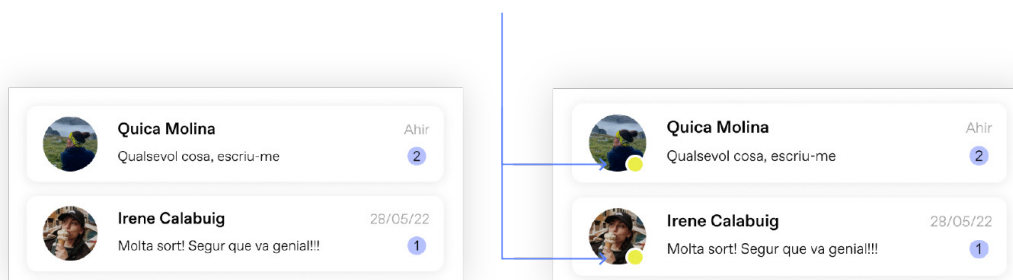 Quica Molina
Ahir
Qualsevol cosa, escriu-me
2
Irene Calabuig
28/05/22
Molta sort! Segur que va genial!!!
1
Quica Molina
Ahir
Qualsevol cosa, escriu-me
2
Irene Calabuig
28/05/22
Molta sort! Segur que va genial!!!
1